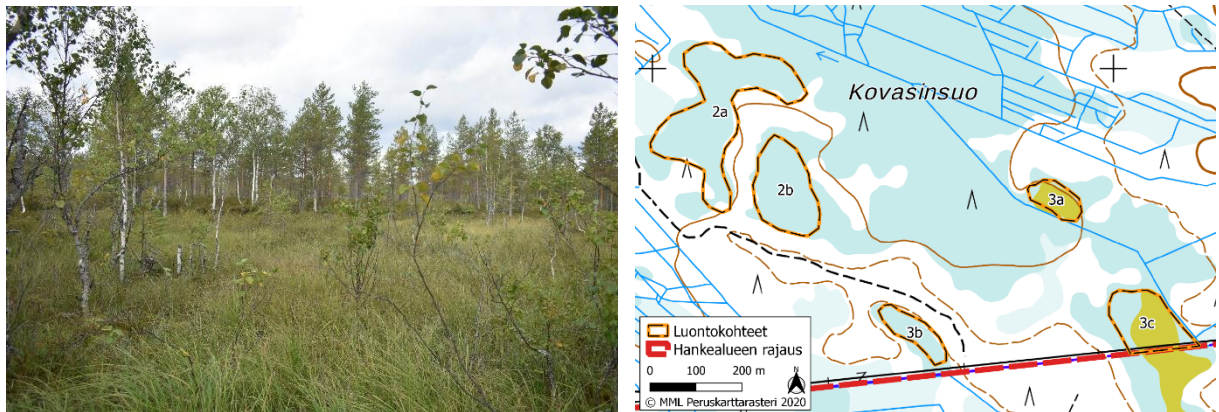 Kovasinsuo
2a
2b
3a
3b
3c
Luontokohteet
Hankealueen rajaus
0 100 200 m
N
© MML Peruskarttarasteri 2020